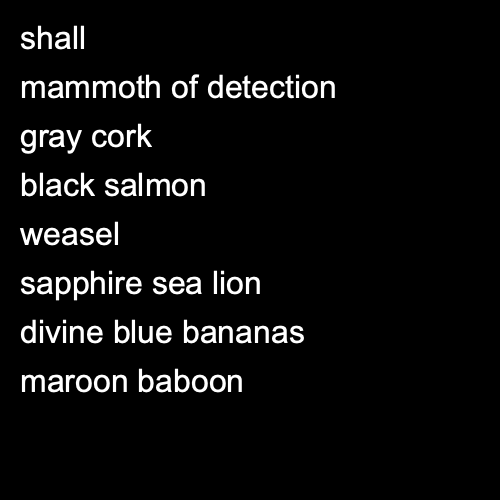 shall
mammoth of detection
gray cork
black salmon
weasel
sapphire sea lion
divine blue bananas
maroon baboon